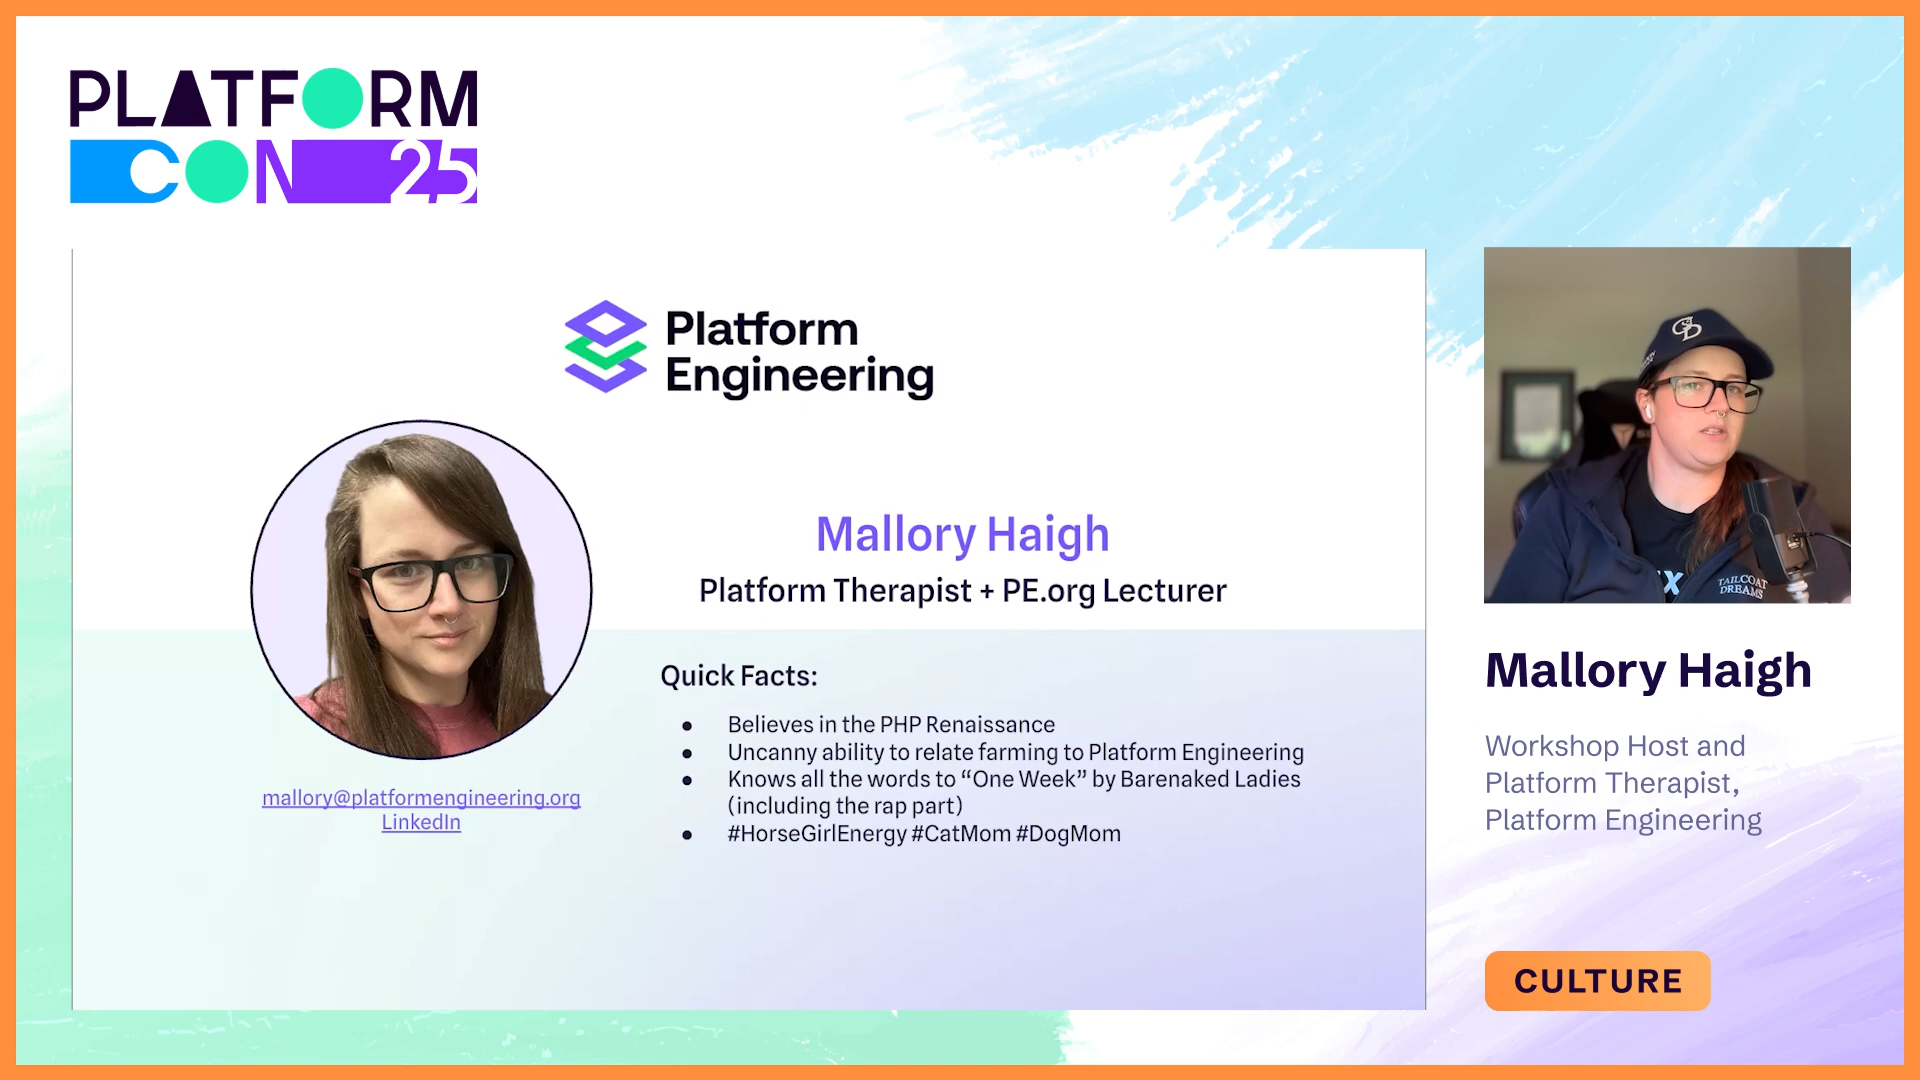 PLATFORM
CON 25
Platform
Engineering
Mallory Haigh
Platform Therapist + PE.org Lecturer
Quick Facts:
● Believes in the PHP Renaissance
● Uncanny ability to relate farming to Platform Engineering
● Knows all the words to “One Week” by Barenaked Ladies
(including the rap part)
● #HorseGirlEnergy #CatMom #DogMom
mallory@platformengineering.org
LinkedIn
TAILCOAT
DREAMS
Mallory Haigh
Workshop Host and
Platform Therapist,
Platform Engineering
CULTURE